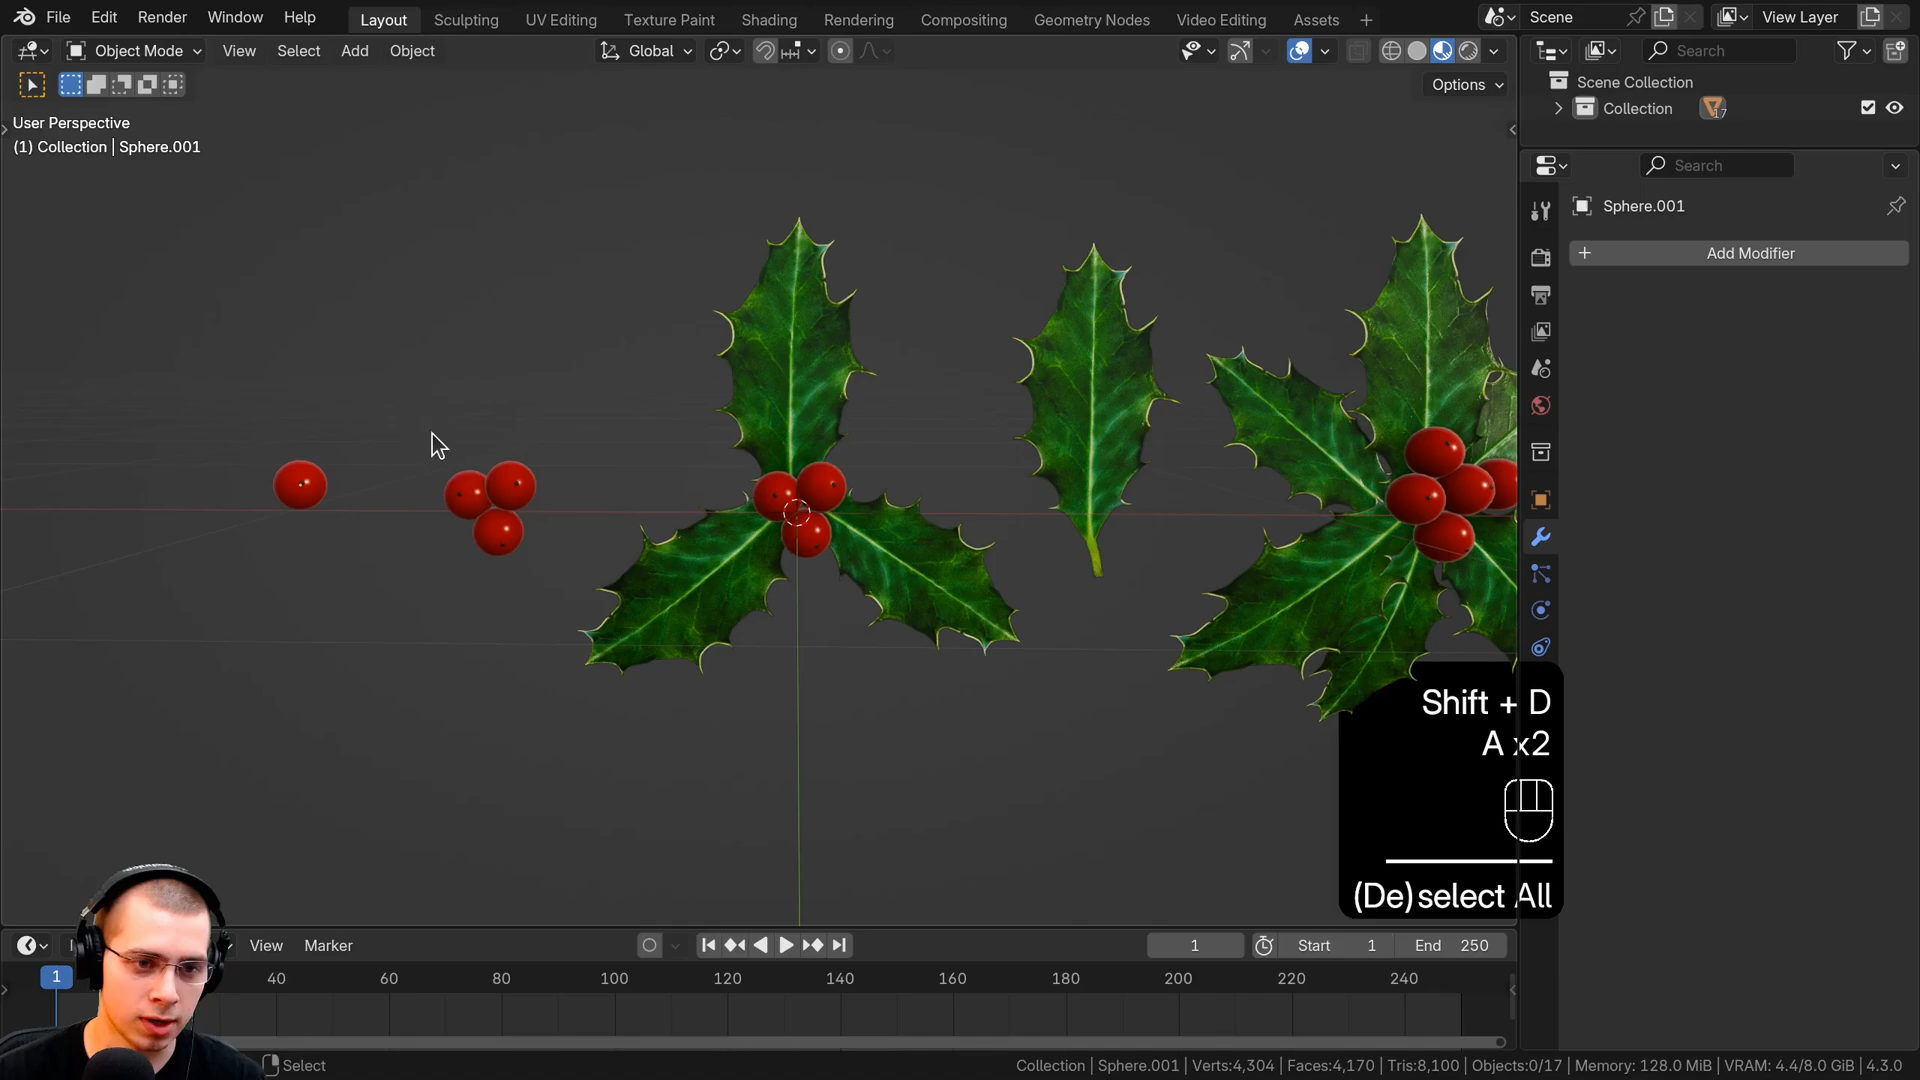 File Edit Render Window Help Layout Sculpting UV Editing Texture Paint Shading Animation Rendering Compositing Geometry Nodes Video Editing Assets + Scene View Layer
Object Mode View Select Add Object Global Search
Options
User Perspective
(1) Collection | Sphere.001
Scene Collection
Collection 17
Search
Sphere.001
+ Add Modifier
Shift + D
A x2
(De)select All
View Marker 1 Start 1 End 250
1 40 60 80 100 120 140 160 180 200 220 240
Select Collection | Sphere.001 | Verts:4,304 | Faces:4,170 | Tris:8,100 | Objects:0/17 | Memory: 128.0 MiB | VRAM: 4.4/8.0 GiB | 4.3.0